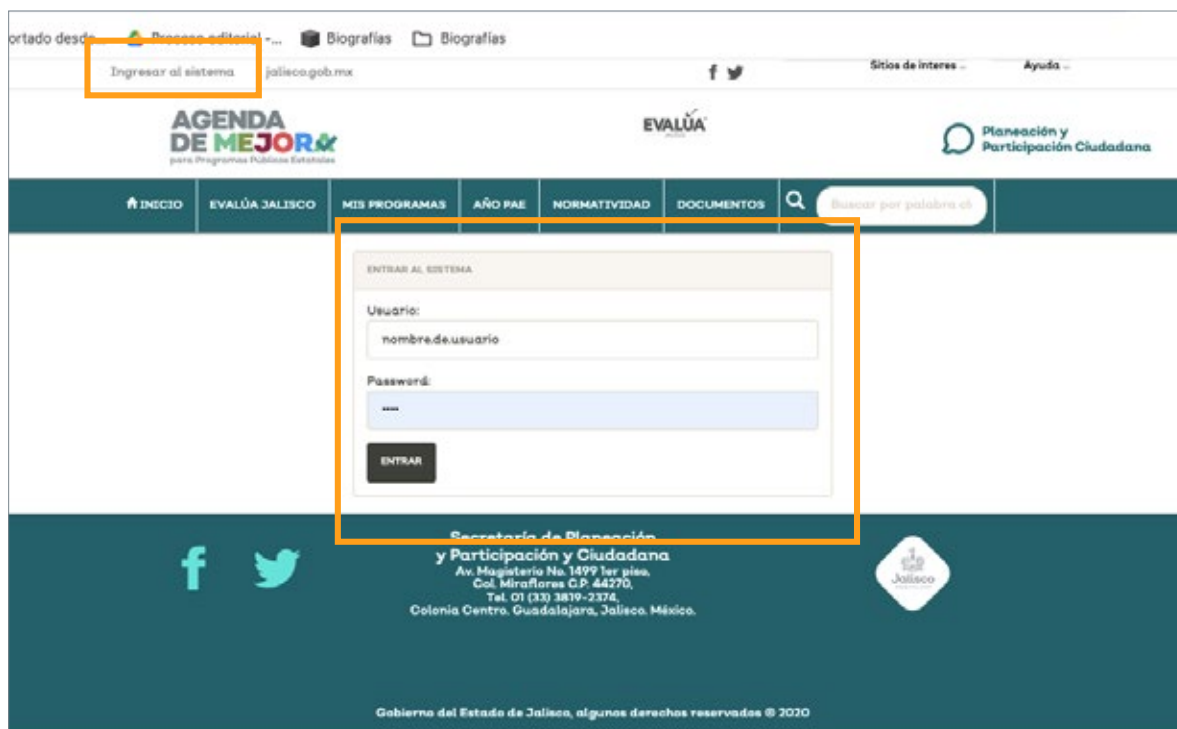 ortado desde... Proceso editorial -... Biografías Biografías
Ingresar al sistema jalisco.gob.mx f Sitios de interes Ayuda
AGENDA
DE MEJORA
para Programas Públicos Estatales
EVALÚA
Planeación y
Participación Ciudadana
INICIO EVALÚA JALISCO MIS PROGRAMAS AÑO PAE NORMATIVIDAD DOCUMENTOS Buscar por palabra cl
ENTRAR AL SISTEMA
Usuario:
nombre.de.usuario
Password:
••••
ENTRAR
Secretaría de Planeación
y Participación y Ciudadana
Av. Magisterio No. 1499 1er piso,
Col. Miraflores C.P. 44270,
Tel. 01 (33) 3819-2374,
Colonia Centro. Guadalajara, Jalisco. México.
f
Jalisco
Gobierno del Estado de Jalisco, algunos derechos reservados © 2020